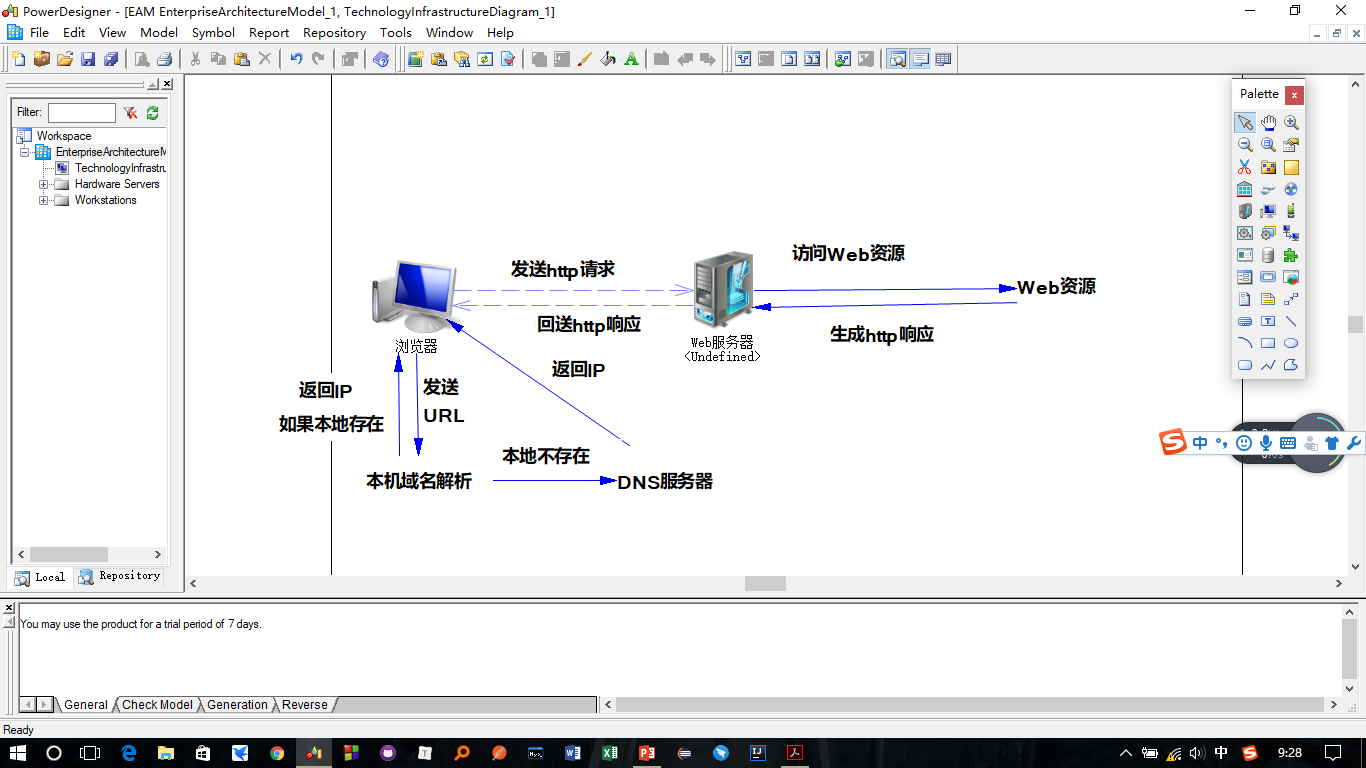 PowerDesigner - [EAM EnterpriseArchitectureModel_1, TechnologyInfrastructureDiagram_1]
File Edit View Model Symbol Report Repository Tools Window Help
Filter:
Palette x
Workspace
EnterpriseArchitectureM
TechnologyInfrastru
Hardware Servers
Workstations
访问Web资源
发送http请求
Web资源
回送http响应
生成http响应
浏览器
Web服务器
<Undefined>
返回IP
返回IP
发送
如果本地存在
URL
本地不存在
本机域名解析
DNS服务器
中
Local Repository
You may use the product for a trial period of 7 days.
General Check Model Generation Reverse
Ready
中 9:28